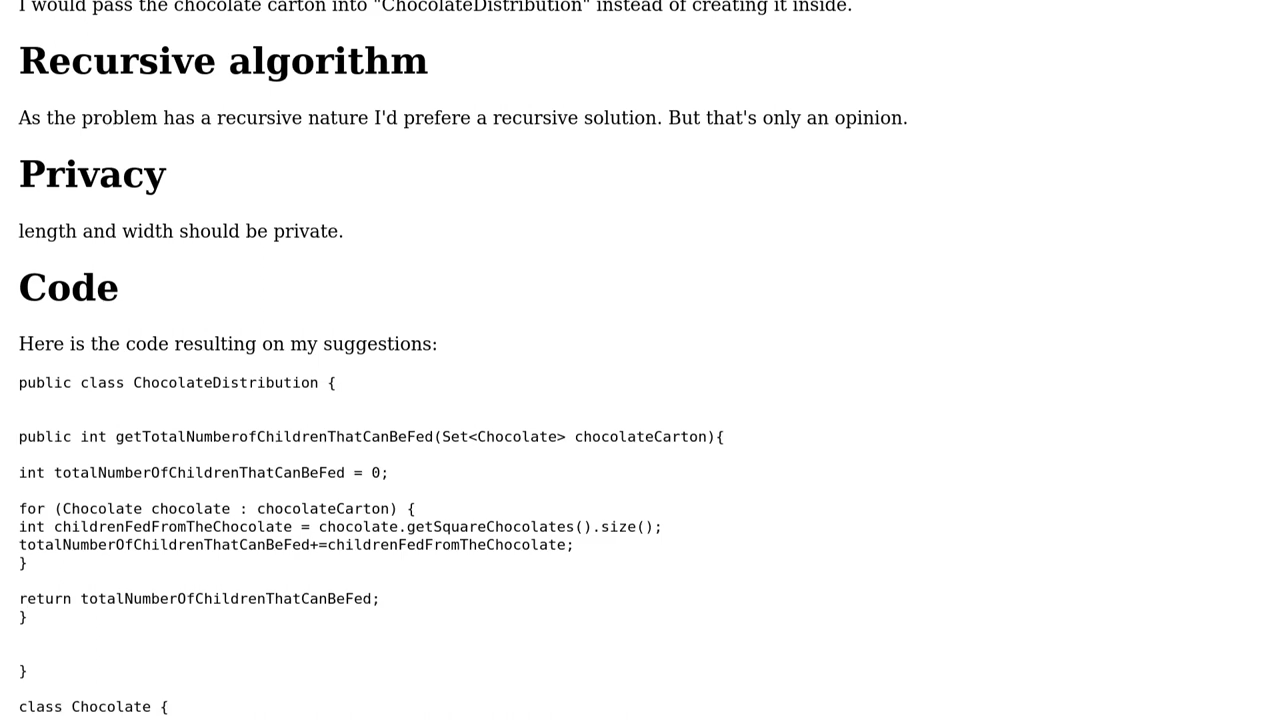 I would pass the chocolate carton into "ChocolateDistribution" instead of creating it inside.
Recursive algorithm
As the problem has a recursive nature I'd prefere a recursive solution. But that's only an opinion.
Privacy
length and width should be private.
Code
Here is the code resulting on my suggestions:
public class ChocolateDistribution {
public int getTotalNumberofChildrenThatCanBeFed(Set<Chocolate> chocolateCarton){
int totalNumberOfChildrenThatCanBeFed = 0;
for (Chocolate chocolate : chocolateCarton) {
int childrenFedFromTheChocolate = chocolate.getSquareChocolates().size();
totalNumberOfChildrenThatCanBeFed+=childrenFedFromTheChocolate;
}
return totalNumberOfChildrenThatCanBeFed;
}
}
class Chocolate {